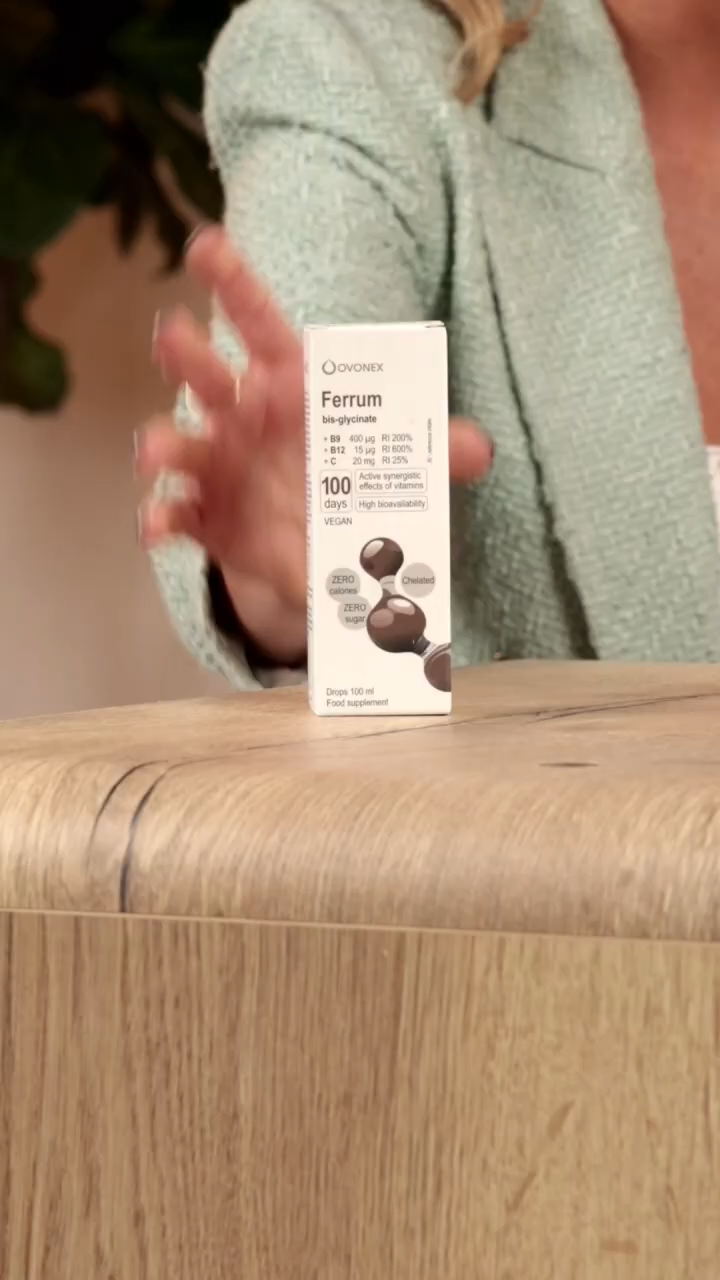 OVONEX
Ferrum
bis-glycinate
+ B9 400 µg RI 200%
+ B12 15 µg RI 600%
+ C 20 mg RI 25%
100 days
Active synergistic
effects of vitamins
High bioavailability
VEGAN
ZERO
calories
Chelated
ZERO
sugar
Drops 100 ml
Food supplement